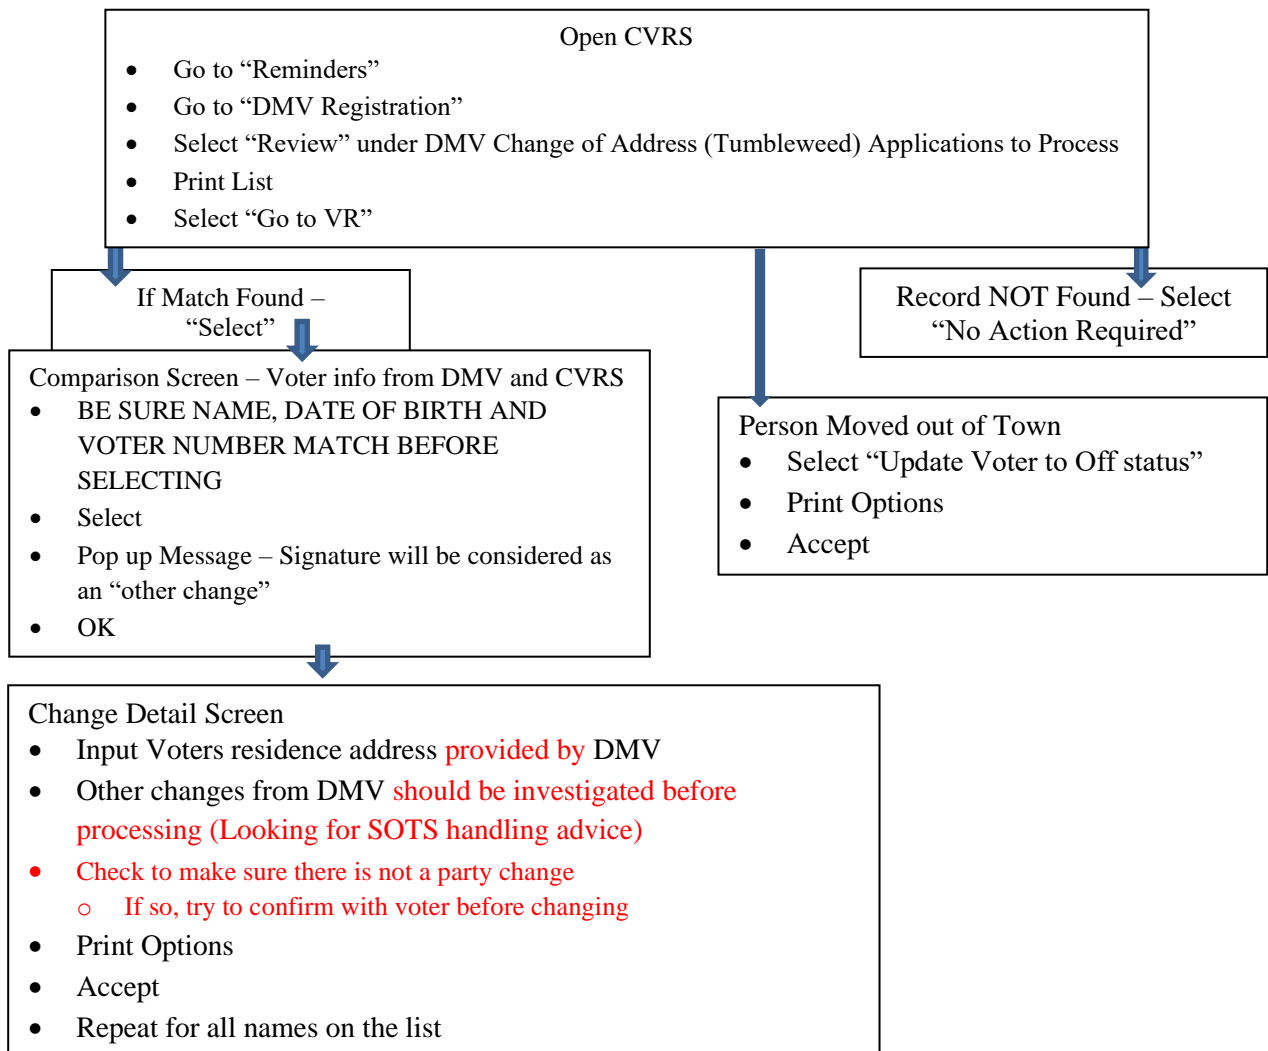 Open CVRS
• Go to “Reminders”
• Go to “DMV Registration”
• Select “Review” under DMV Change of Address (Tumbleweed) Applications to Process
• Print List
• Select “Go to VR”
If Match Found –
“Select”
Record NOT Found – Select
“No Action Required”
Comparison Screen – Voter info from DMV and CVRS
• BE SURE NAME, DATE OF BIRTH AND
VOTER NUMBER MATCH BEFORE
SELECTING
• Select
• Pop up Message – Signature will be considered as
an “other change”
• OK
Person Moved out of Town
• Select “Update Voter to Off status”
• Print Options
• Accept
Change Detail Screen
• Input Voters residence address provided by DMV
• Other changes from DMV should be investigated before
processing (Looking for SOTS handling advice)
• Check to make sure there is not a party change
o If so, try to confirm with voter before changing
• Print Options
• Accept
• Repeat for all names on the list